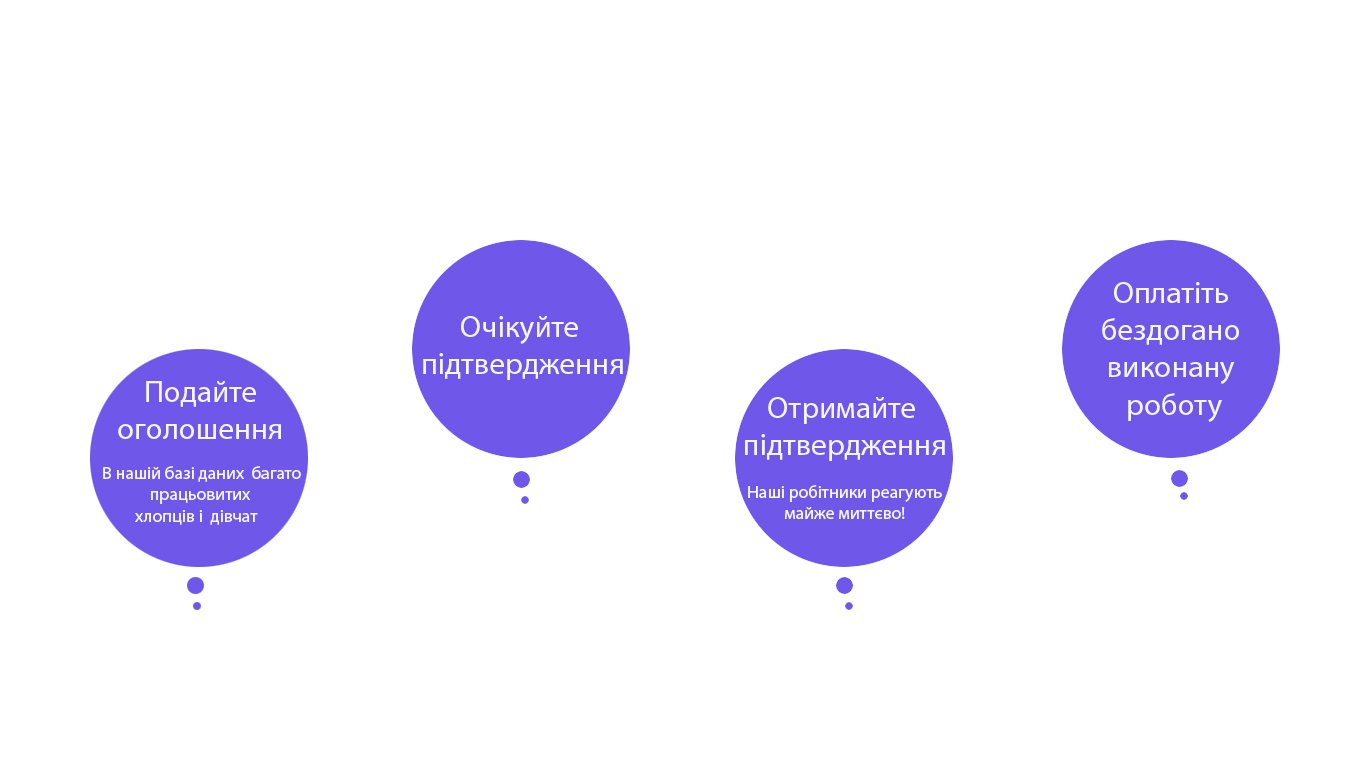 Подайте
оголошення
В нашій базі даних багато
працьовитих
хлопців і дівчат
Очікуйте
підтвердження
Отримайте
підтвердження
Наші робітники реагують
майже миттєво!
Оплатіть
бездогано
виконану
роботу